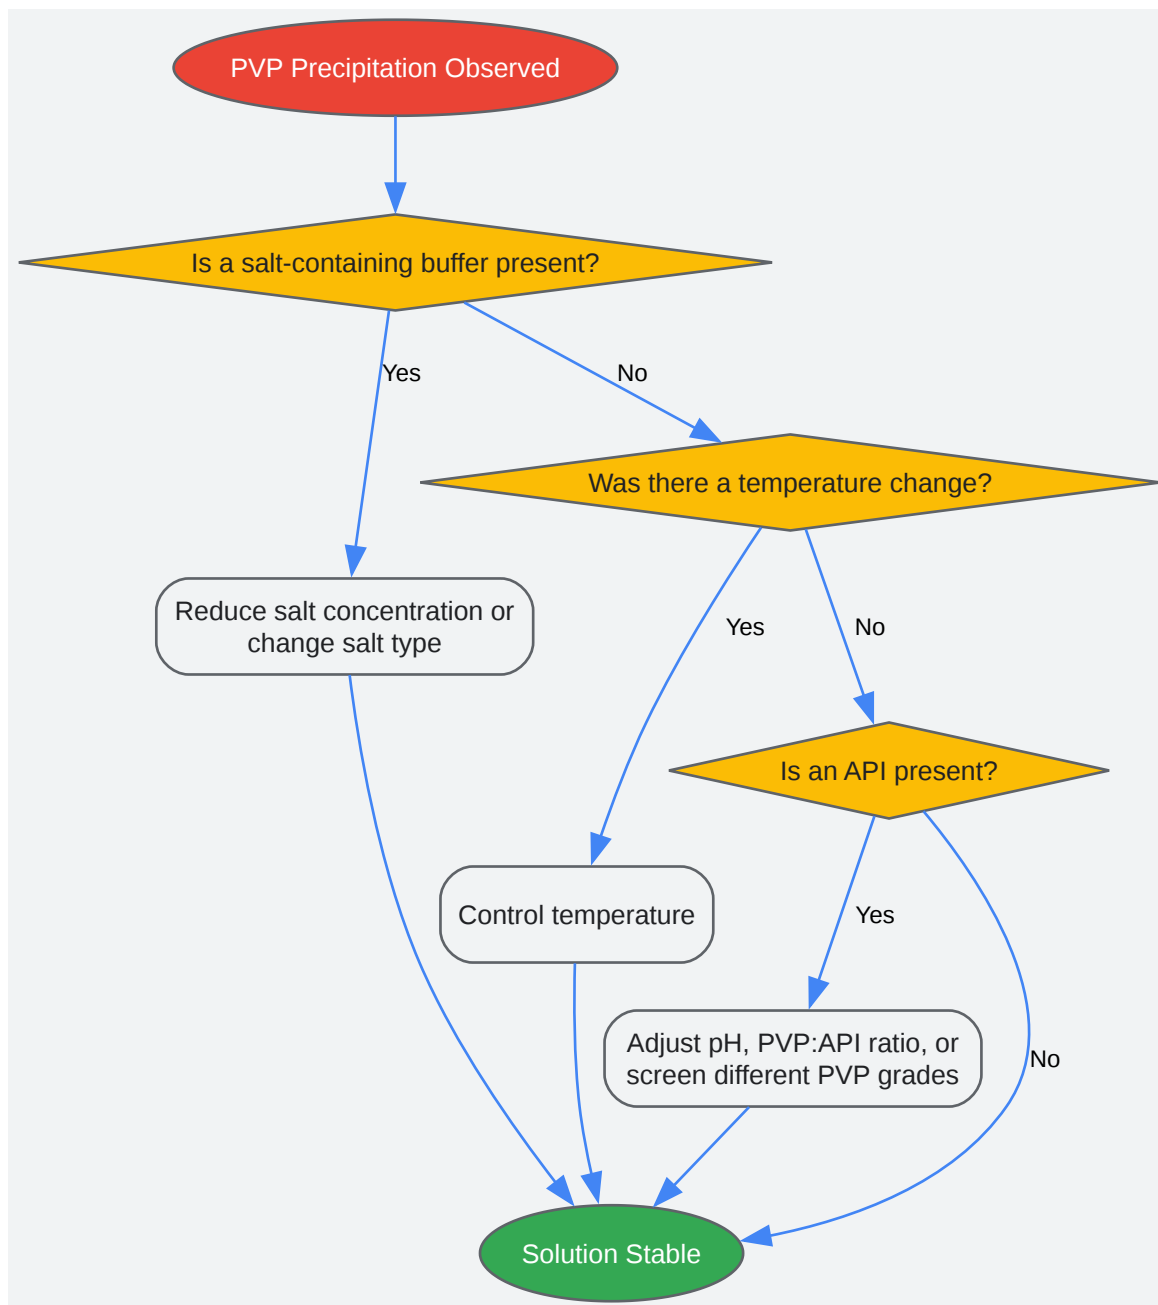 PVP Precipitation Observed
Is a salt-containing buffer present?
Yes
No
Was there a temperature change?
Reduce salt concentration or
change salt type
Yes
No
Is an API present?
Control temperature
Yes
Adjust pH, PVP:API ratio, or
screen different PVP grades
No
Solution Stable